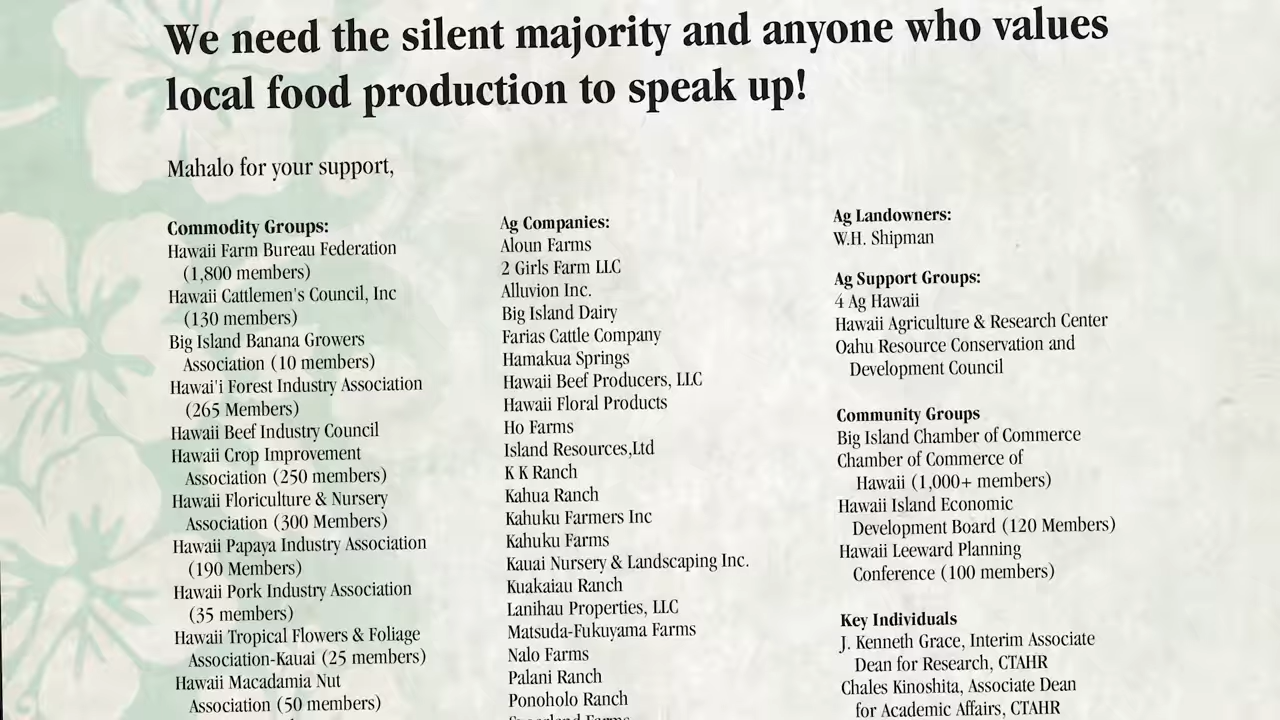 We need the silent majority and anyone who values
local food production to speak up!
Mahalo for your support,
Commodity Groups:
Hawaii Farm Bureau Federation
(1,800 members)
Hawaii Cattlemen's Council, Inc
(130 members)
Big Island Banana Growers
Association (10 members)
Hawai'i Forest Industry Association
(265 Members)
Hawaii Beef Industry Council
Hawaii Crop Improvement
Association (250 members)
Hawaii Floriculture & Nursery
Association (300 Members)
Hawaii Papaya Industry Association
(190 Members)
Hawaii Pork Industry Association
(35 members)
Hawaii Tropical Flowers & Foliage
Association-Kauai (25 members)
Hawaii Macadamia Nut
Association (50 members)
Ag Companies:
Aloun Farms
2 Girls Farm LLC
Alluvion Inc.
Big Island Dairy
Farias Cattle Company
Hamakua Springs
Hawaii Beef Producers, LLC
Hawaii Floral Products
Ho Farms
Island Resources,Ltd
K K Ranch
Kahua Ranch
Kahuku Farmers Inc
Kahuku Farms
Kauai Nursery & Landscaping Inc.
Kuakaiau Ranch
Lanihau Properties, LLC
Matsuda-Fukuyama Farms
Nalo Farms
Palani Ranch
Ponoholo Ranch
Ag Landowners:
W.H. Shipman
Ag Support Groups:
4 Ag Hawaii
Hawaii Agriculture & Research Center
Oahu Resource Conservation and
Development Council
Community Groups
Big Island Chamber of Commerce
Chamber of Commerce of
Hawaii (1,000+ members)
Hawaii Island Economic
Development Board (120 Members)
Hawaii Leeward Planning
Conference (100 members)
Key Individuals
J. Kenneth Grace, Interim Associate
Dean for Research, CTAHR
Chales Kinoshita, Associate Dean
for Academic Affairs, CTAHR